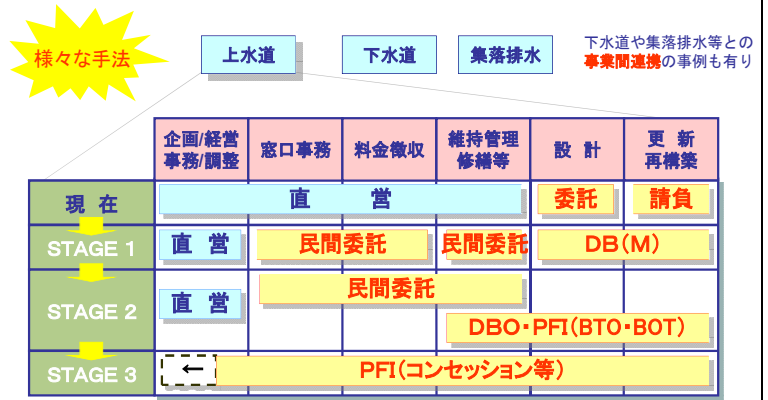 様々な手法
上水道
下水道
集落排水
下水道や集落排水等との
事業間連携の事例も有り
企画/経営
事務/調整
窓口事務
料金徴収
維持管理
修繕等
設 計
更 新
再構築
現 在
直 営
委託
請負
STAGE 1
直 営
民間委託
民間委託
DB(M)
STAGE 2
直 営
民間委託
DBO・PFI(BTO・BOT)
STAGE 3
←
PFI(コンセッション等)